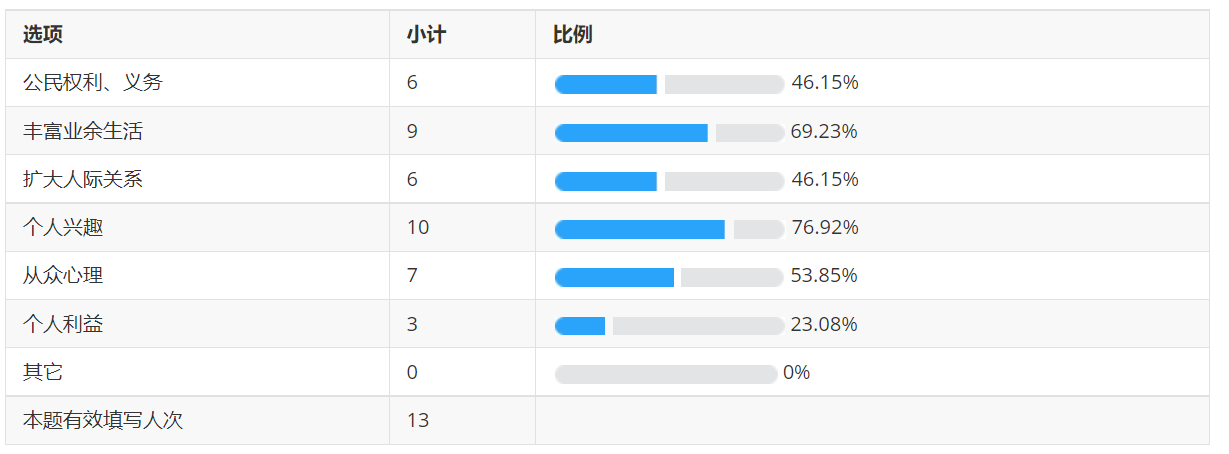 选项 小计 比例
公民权利、义务 6 46.15%
丰富业余生活 9 69.23%
扩大人际关系 6 46.15%
个人兴趣 10 76.92%
从众心理 7 53.85%
个人利益 3 23.08%
其它 0 0%
本题有效填写人次 13